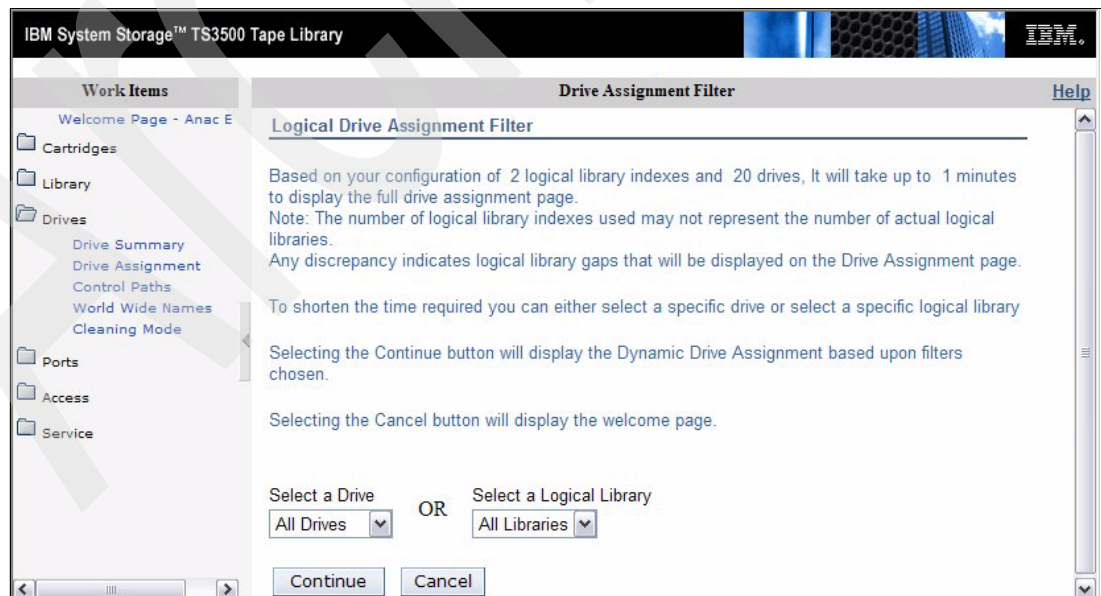 IBM System Storage™ TS3500 Tape Library
IBM.
Work Items
Drive Assignment Filter
Help
Welcome Page - Anac E
Cartridges
Library
Drives
Drive Summary
Drive Assignment
Control Paths
World Wide Names
Cleaning Mode
Ports
Access
Service
Logical Drive Assignment Filter
Based on your configuration of 2 logical library indexes and 20 drives, It will take up to 1 minutes
to display the full drive assignment page.
Note: The number of logical library indexes used may not represent the number of actual logical
libraries.
Any discrepancy indicates logical library gaps that will be displayed on the Drive Assignment page.
To shorten the time required you can either select a specific drive or select a specific logical library
Selecting the Continue button will display the Dynamic Drive Assignment based upon filters
chosen.
Selecting the Cancel button will display the welcome page.
Select a Drive
OR
Select a Logical Library
All Drives
All Libraries
Continue
Cancel